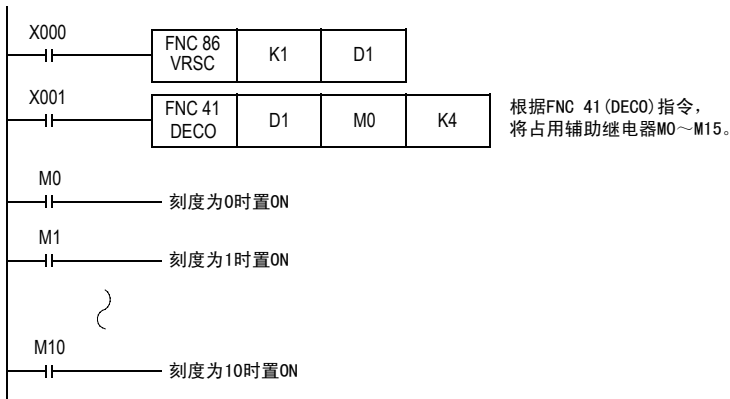 X000
FNC 86
VRSC
K1
D1
X001
FNC 41
DECO
D1
M0
K4
根据FNC 41(DECO)指令，
将占用辅助继电器M0～M15。
M0
刻度为0时置ON
M1
刻度为1时置ON
M10
刻度为10时置ON